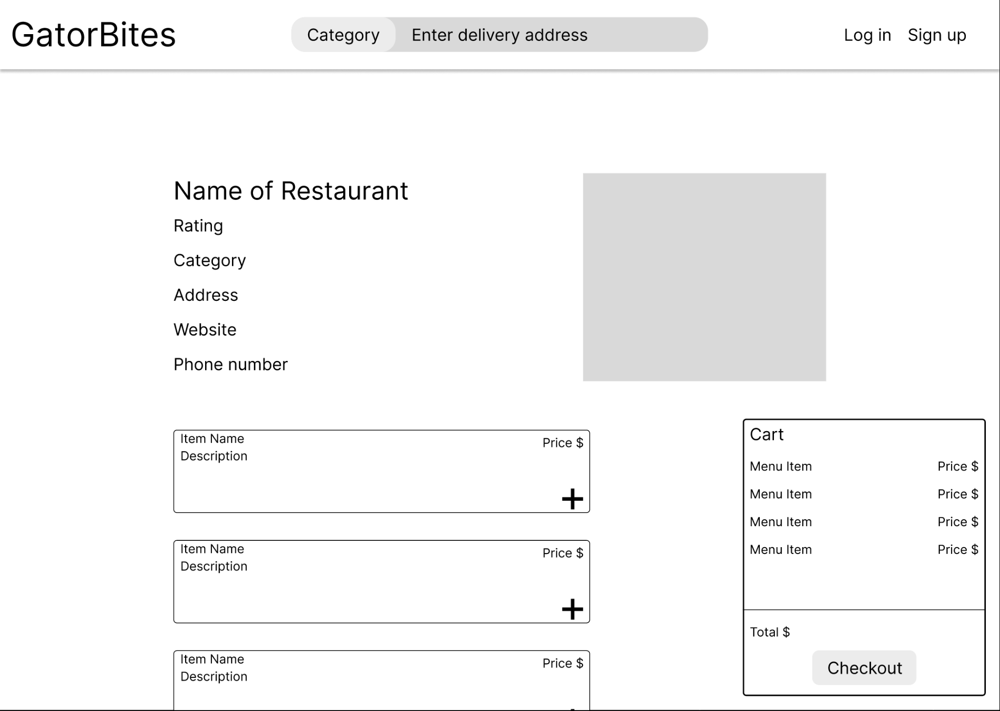 GatorBites
Category
Enter delivery address
Log in
Sign up
Name of Restaurant
Rating
Category
Address
Website
Phone number
Item Name
Price $
Description
Item Name
Price $
Description
Item Name
Price $
Description
Cart
Menu Item Price $
Menu Item Price $
Menu Item Price $
Menu Item Price $
Total $
Checkout